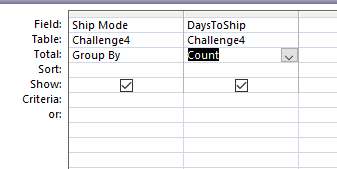 Field: Ship Mode DaysToShip
Table: Challenge4 Challenge4
Total: Group By Count
Sort:
Show:
Criteria:
or: